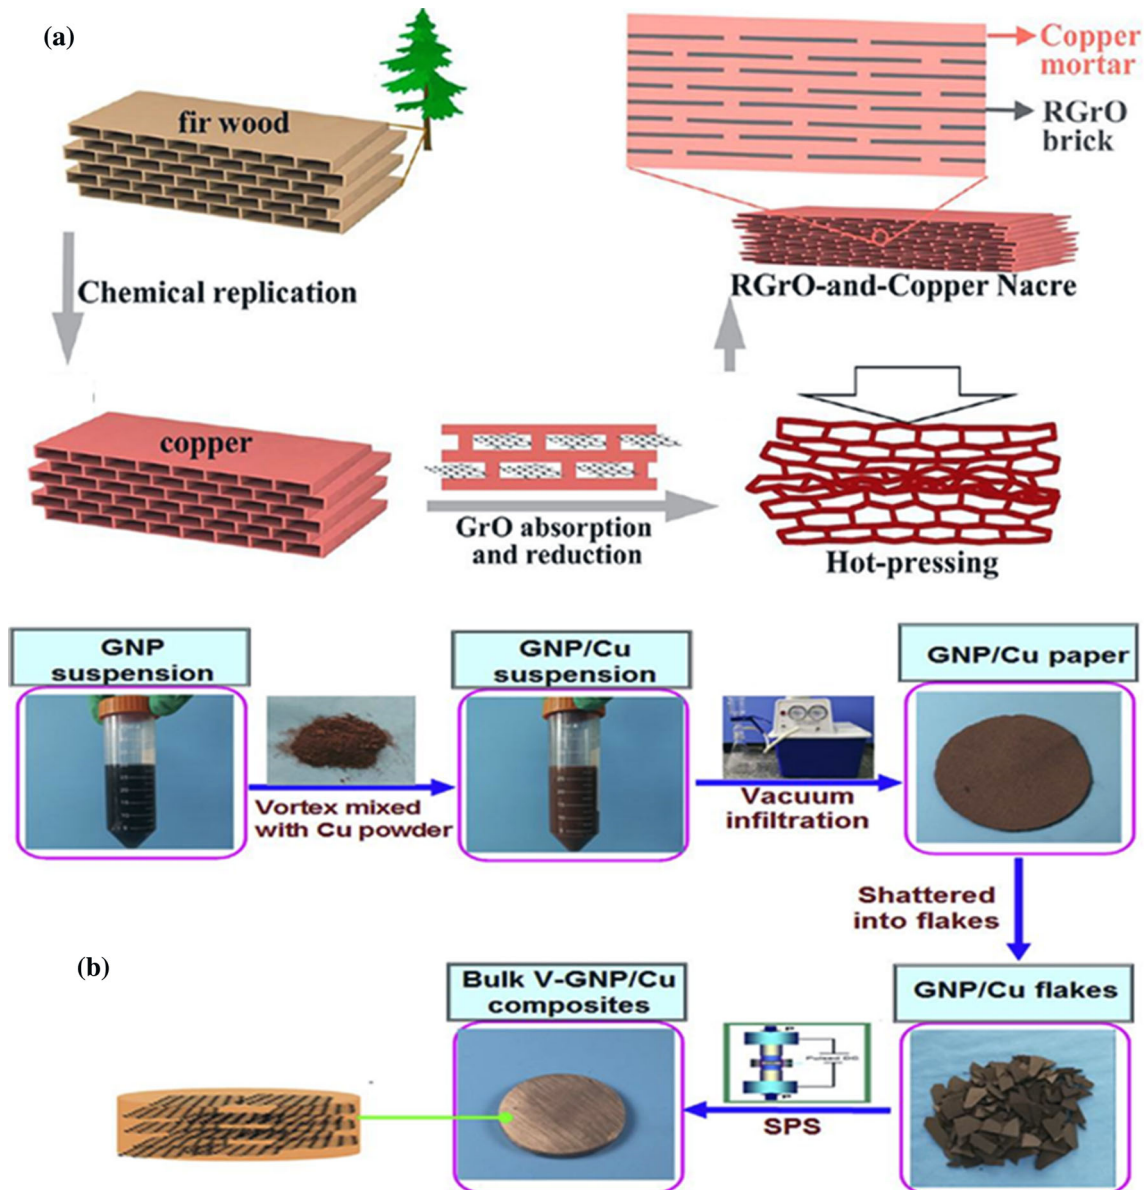 (a)
fir wood
Copper
mortar
RGrO
brick
Chemical replication
RGrO-and-Copper Nacre
copper
GrO absorption
and reduction
Hot-pressing
GNP
suspension
GNP/Cu
suspension
GNP/Cu paper
Vortex mixed
with Cu powder
Vacuum
infiltration
Shattered
into flakes
(b)
Bulk V-GNP/Cu
composites
GNP/Cu flakes
P
Pulsed DC
P
SPS